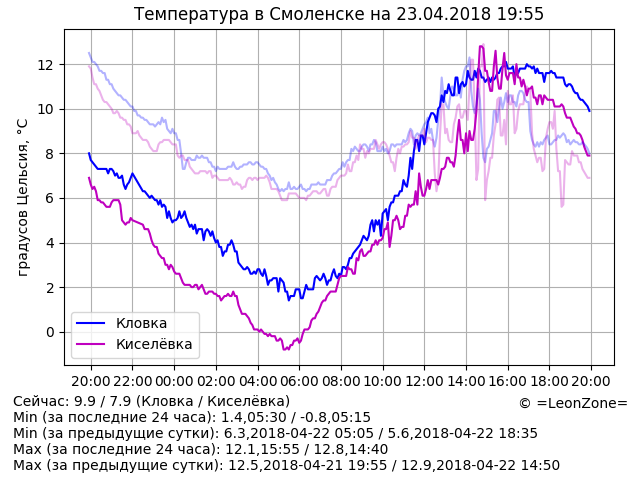 Температура в Смоленске на 23.04.2018 19:55
градусов Цельсия, °C
12
10
8
6
4
2
0
Кловка
Киселёвка
20:00 22:00 00:00 02:00 04:00 06:00 08:00 10:00 12:00 14:00 16:00 18:00 20:00
Сейчас: 9.9 / 7.9 (Кловка / Киселёвка)
© =LeonZone=
Min (за последние 24 часа): 1.4,05:30 / -0.8,05:15
Min (за предыдущие сутки): 6.3,2018-04-22 05:05 / 5.6,2018-04-22 18:35
Max (за последние 24 часа): 12.1,15:55 / 12.8,14:40
Max (за предыдущие сутки): 12.5,2018-04-21 19:55 / 12.9,2018-04-22 14:50